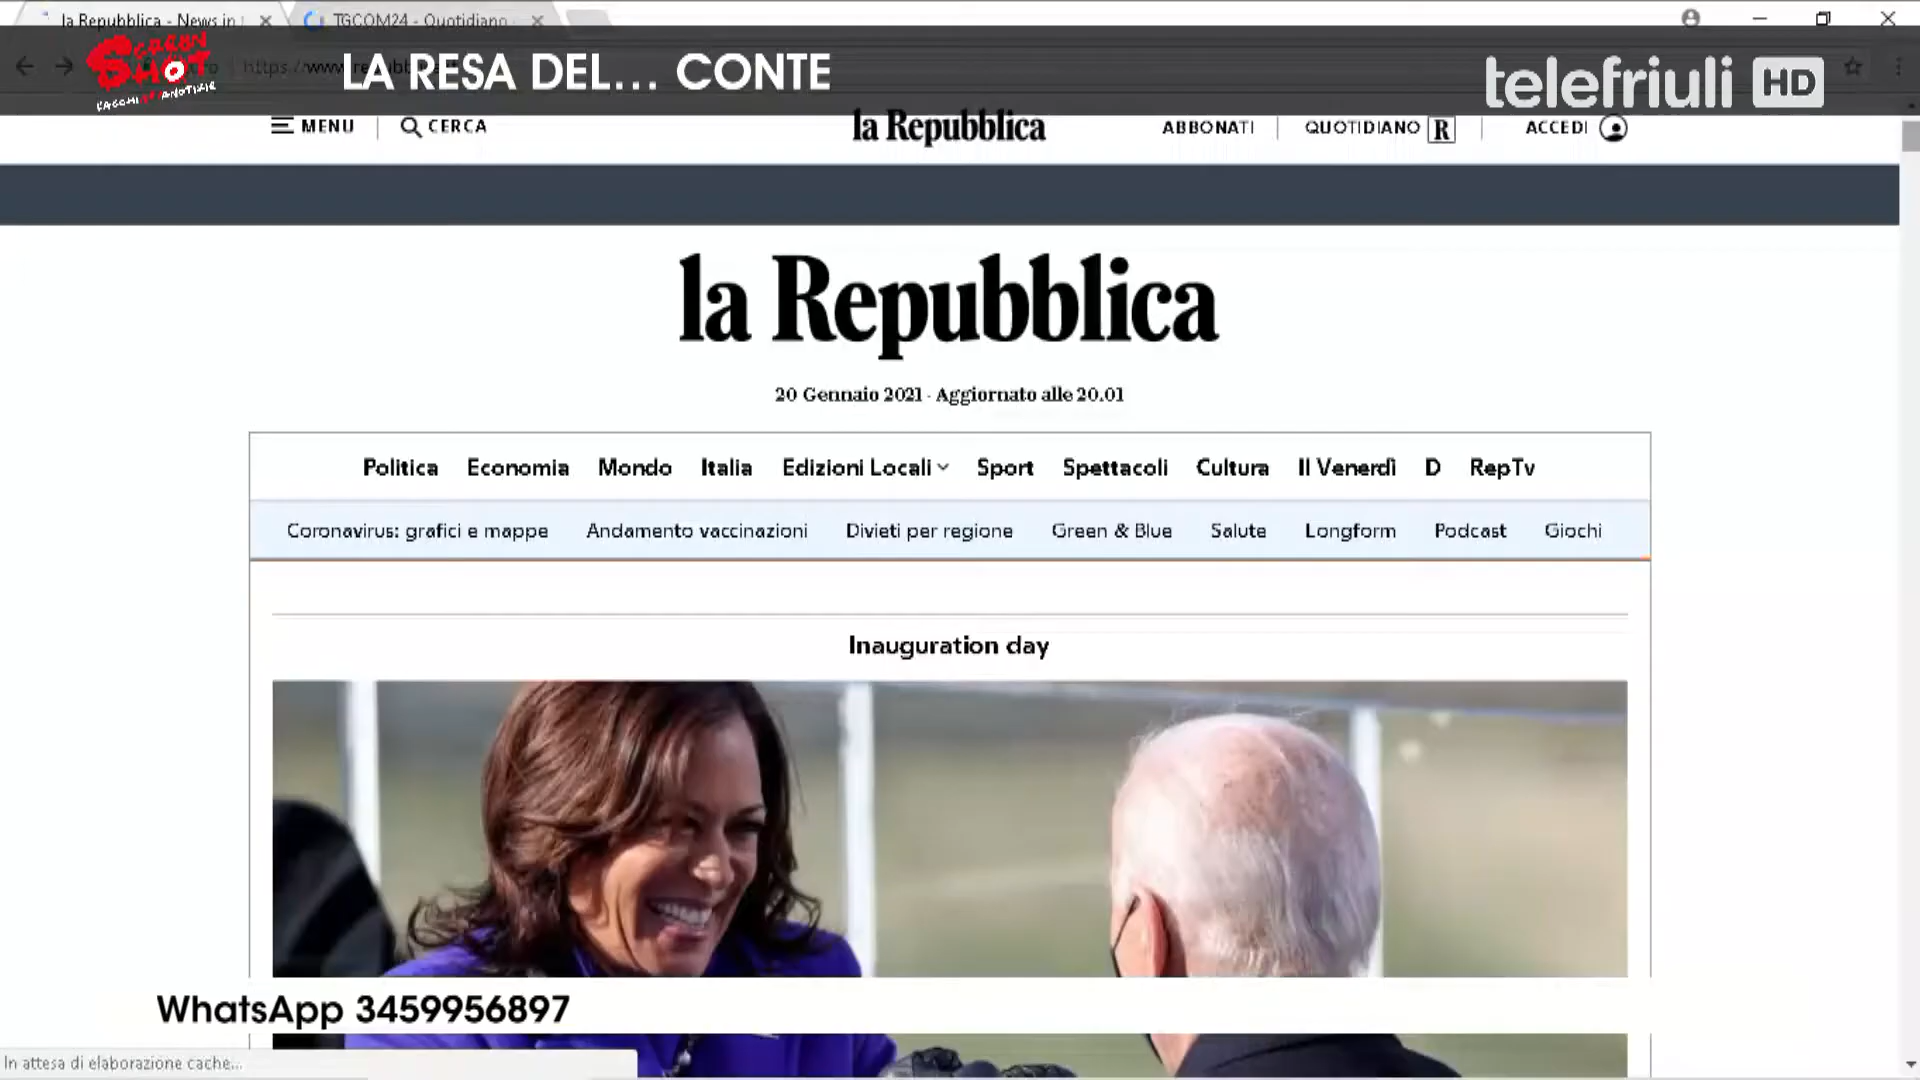 la Repubblica - News in
TGCOM24 - Quotidiano
SCREEN
SHOT
LA RESA DEL... CONTE
telefriuli HD
MENU
CERCA
la Repubblica
ABBONATI
QUOTIDIANO R
ACCEDI
la Repubblica
20 Gennaio 2021 - Aggiornato alle 20.01
Politica Economia Mondo Italia Edizioni Locali Sport Spettacoli Cultura Il Venerdì D RepTv
Coronavirus: grafici e mappe Andamento vaccinazioni Divieti per regione Green & Blue Salute Longform Podcast Giochi
Inauguration day
WhatsApp 3459956897
In attesa di elaborazione cache...